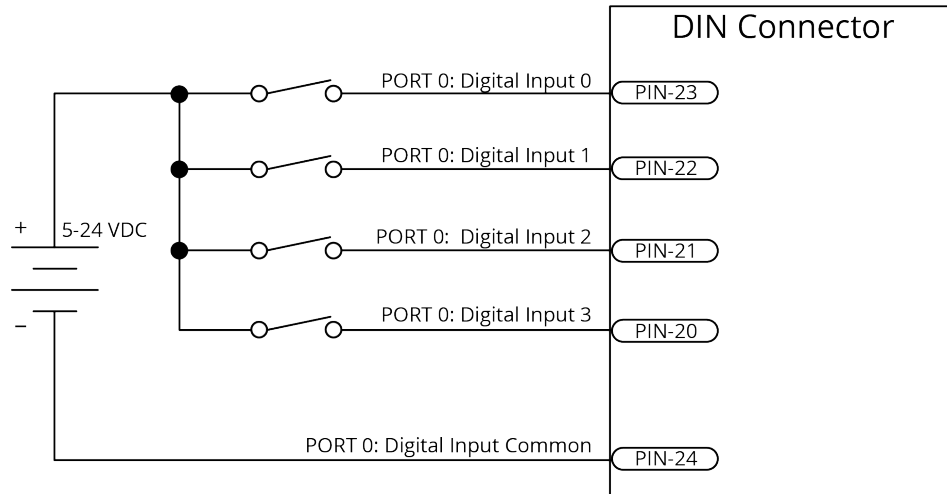 DIN Connector
PORT 0: Digital Input 0
PIN-23
PORT 0: Digital Input 1
PIN-22
+
5-24 VDC
PORT 0:  Digital Input 2
PIN-21
PORT 0: Digital Input 3
PIN-20
–
PORT 0: Digital Input Common
PIN-24